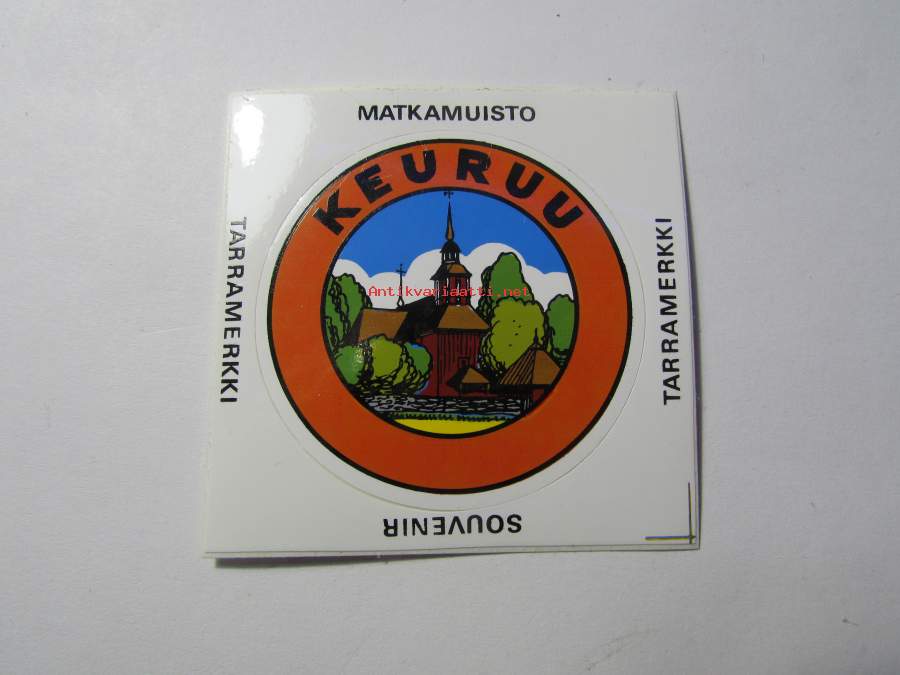 MATKAMUISTO
KEURUU
TARRAMERKKI
Antikvariaatti.net
TARRAMERKKI
SOUVENIR